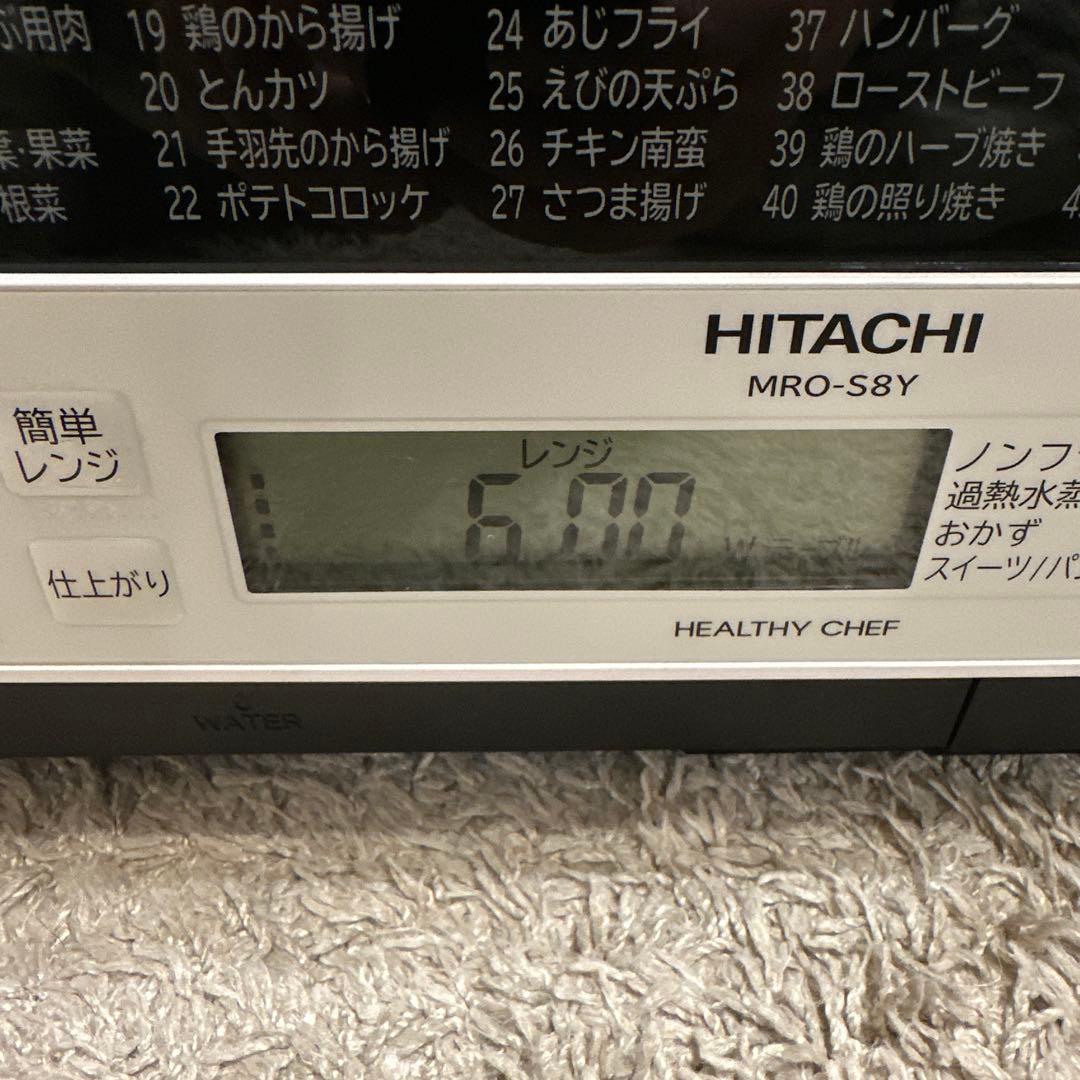 ぶ用肉 19 鶏のから揚げ 24 あじフライ 37 ハンバーグ
20 とんカツ 25 えびの天ぷら 38 ローストビーフ
葉・果菜 21 手羽先のから揚げ 26 チキン南蛮 39 鶏のハーブ焼き
根菜 22 ポテトコロッケ 27 さつま揚げ 40 鶏の照り焼き 4
HITACHI
MRO-S8Y
簡単
レンジ
仕上がり
レンジ
6 00
ノンフ
過熱水蒸
おかず
スイーツ/パ
HEALTHY CHEF
WATER